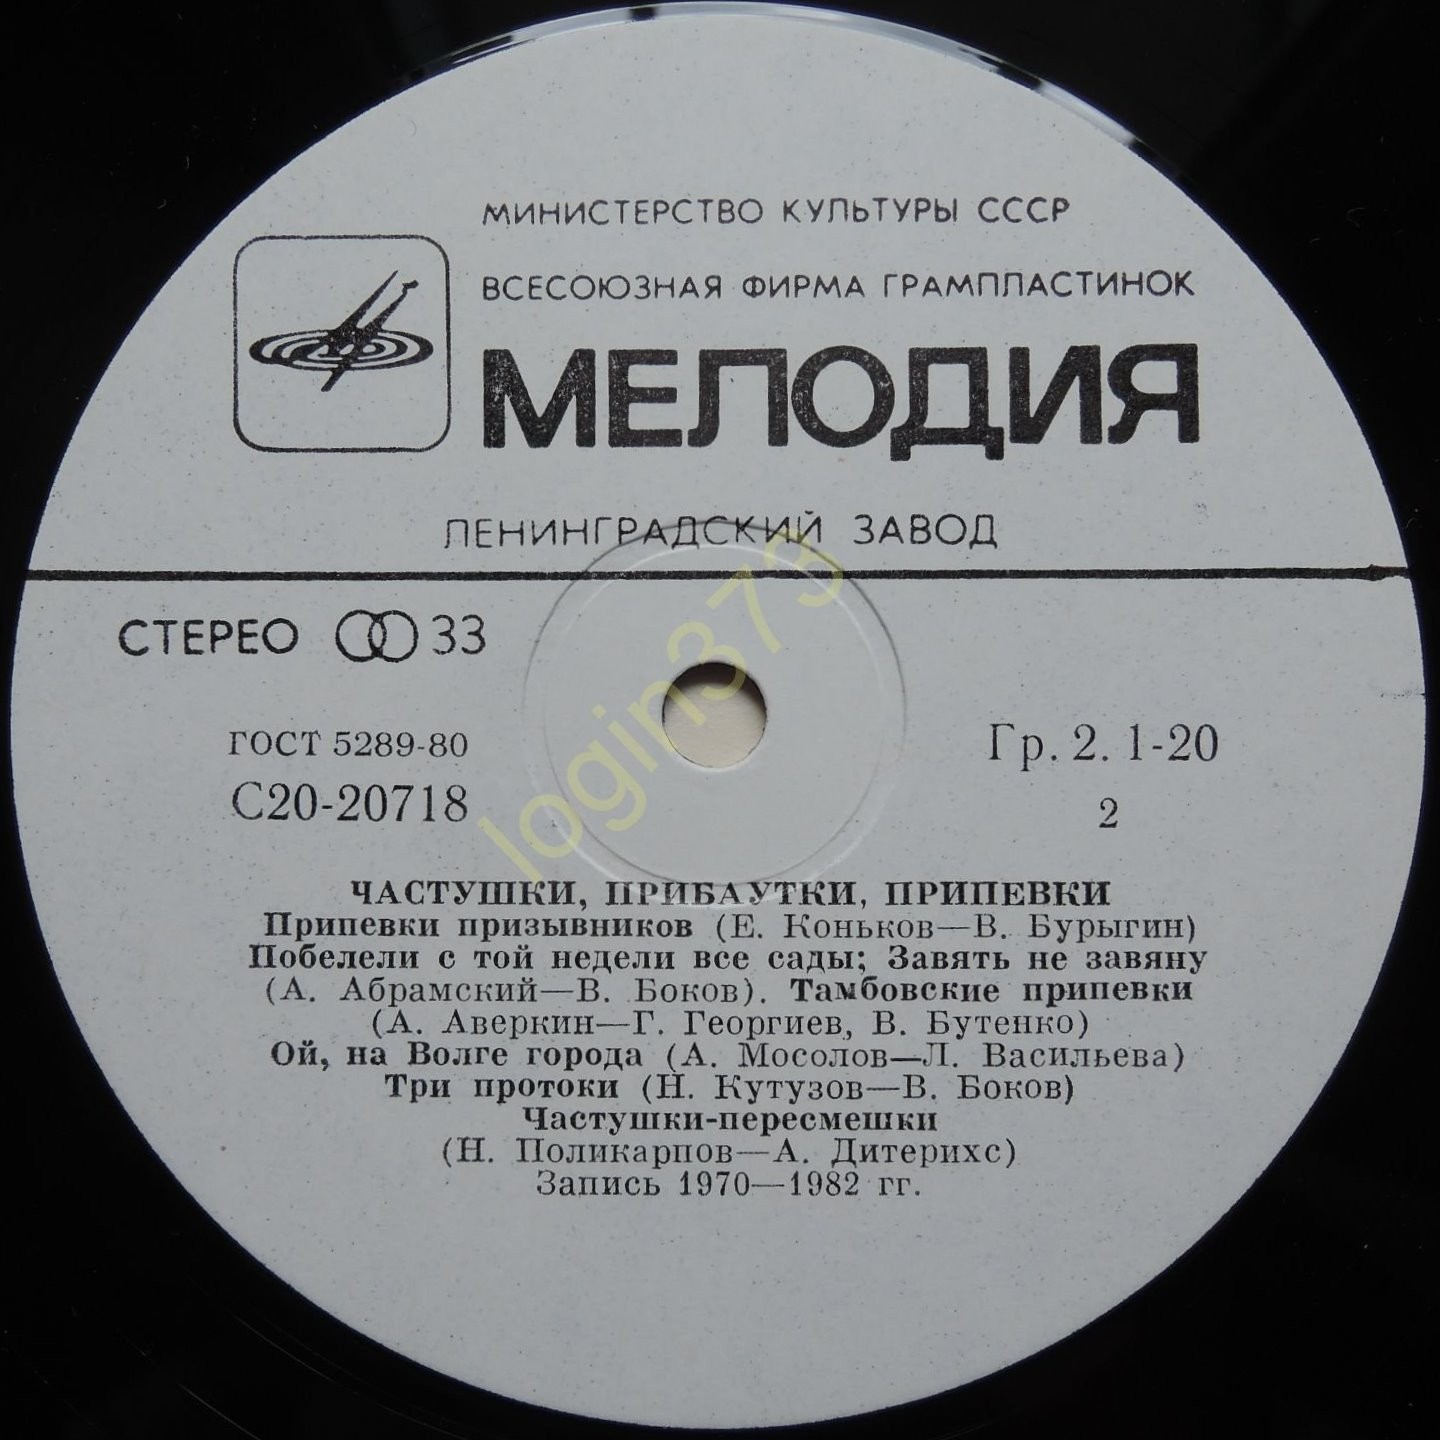 МИНИСТЕРСТВО КУЛЬТУРЫ СССР
ВСЕСОЮЗНАЯ ФИРМА ГРАМПЛАСТИНОК
МЕЛОДИЯ
ЛЕНИНГРАДСКИЙ ЗАВОД
СТЕРЕО 33
ГОСТ 5289-80
С20-20718
Гр. 2. 1-20
2
login379
ЧАСТУШКИ, ПРИБАУТКИ, ПРИПЕВКИ
Припевки призывников (Е. Коньков—В. Бурыгин)
Побелели с той недели все сады; Завять не завяну
(А. Абрамский—В. Боков). Тамбовские припевки
(А. Аверкин—Г. Георгиев, В. Бутенко)
Ой, на Волге города (А. Мосолов—Л. Васильева)
Три протоки (Н. Кутузов—В. Боков)
Частушки-пересмешки
(Н. Поликарпов—А. Дитерихс)
Запись 1970—1982 гг.